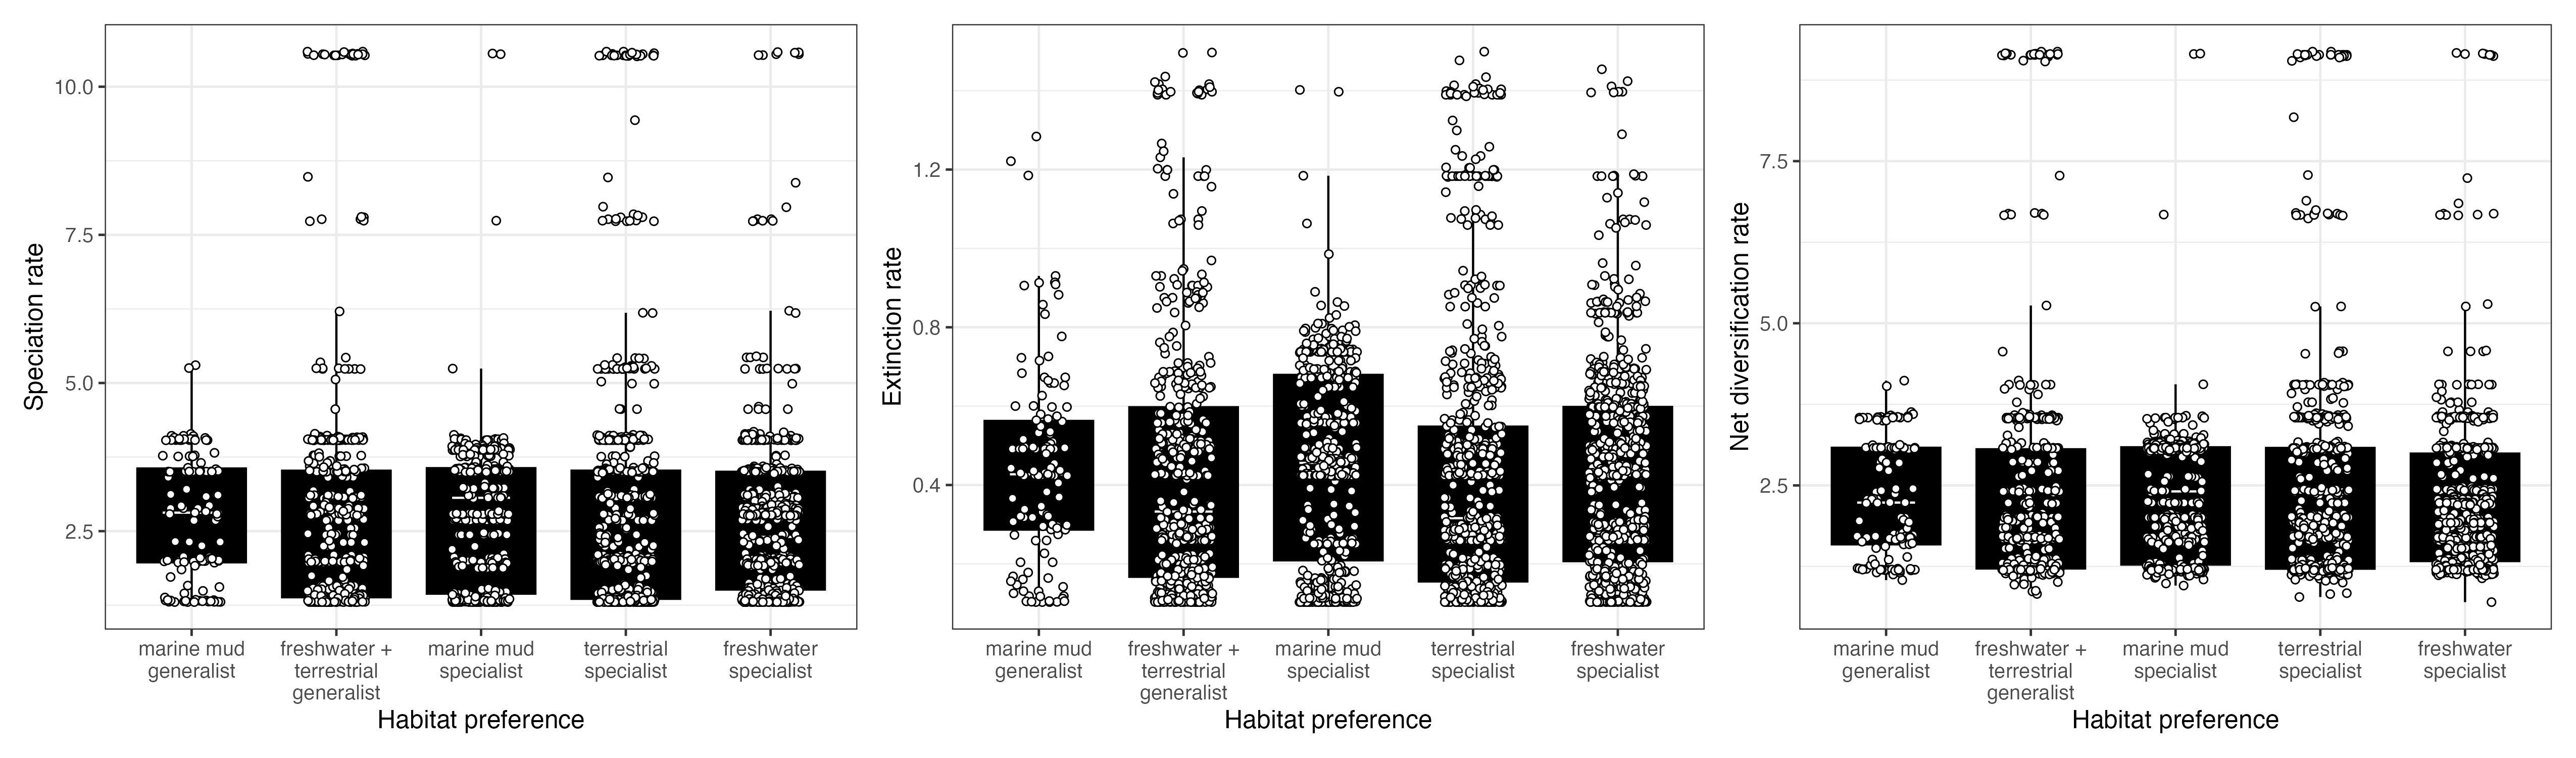 Speciation rate
10.0
7.5
5.0
2.5
marine mud generalist
freshwater + terrestrial generalist
marine mud specialist
terrestrial specialist
freshwater specialist
Habitat preference
Extinction rate
1.2
0.8
0.4
marine mud generalist
freshwater + terrestrial generalist
marine mud specialist
terrestrial specialist
freshwater specialist
Habitat preference
Net diversification rate
7.5
5.0
2.5
marine mud generalist
freshwater + terrestrial generalist
marine mud specialist
terrestrial specialist
freshwater specialist
Habitat preference